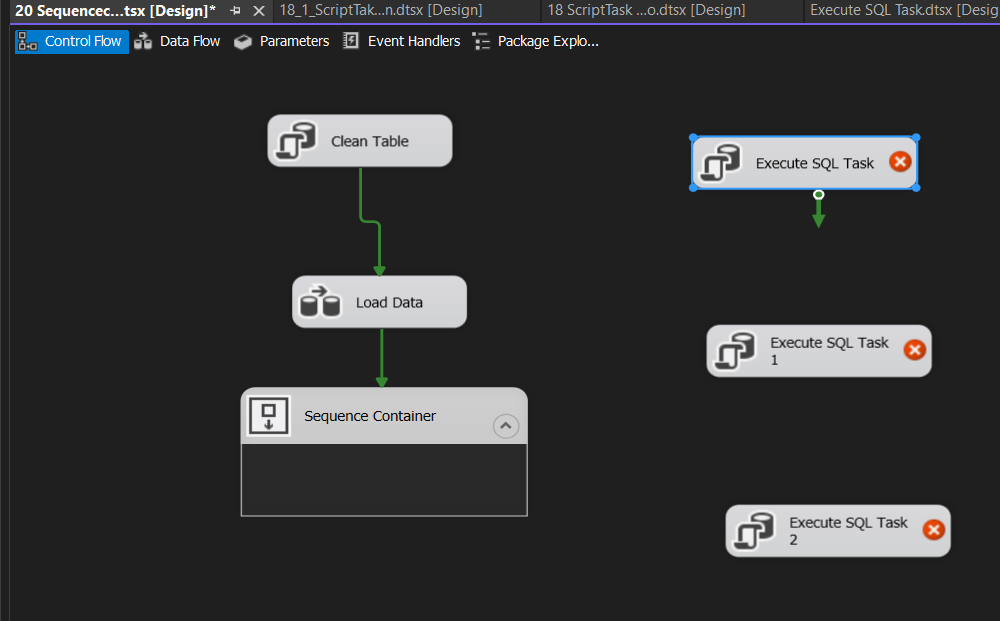 20 Sequencec...tsx [Design]*
18_1_ScriptTak...n.dtsx [Design]
18 ScriptTask ...o.dtsx [Design]
Execute SQL Task.dtsx [Desig
Control Flow
Data Flow
Parameters
Event Handlers
Package Explo...
Clean Table
Execute SQL Task
Load Data
Execute SQL Task
1
Sequence Container
Execute SQL Task
2